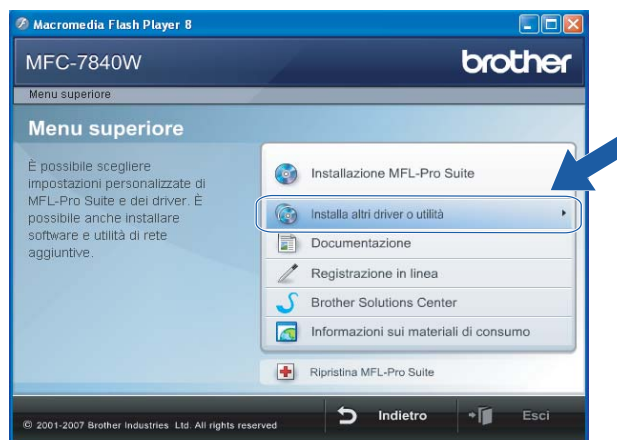 Macromedia Flash Player 8
MFC-7840W
brother
Menu superiore
Menu superiore
È possibile scegliere
impostazioni personalizzate di
MFL-Pro Suite e dei driver. È
possibile anche installare
software e utilità di rete
aggiuntive.
Installazione MFL-Pro Suite
Installa altri driver o utilità
Documentazione
Registrazione in linea
Brother Solutions Center
Informazioni sui materiali di consumo
Ripristina MFL-Pro Suite
© 2001-2007 Brother Industries Ltd. All rights reserved
Indietro
Esci